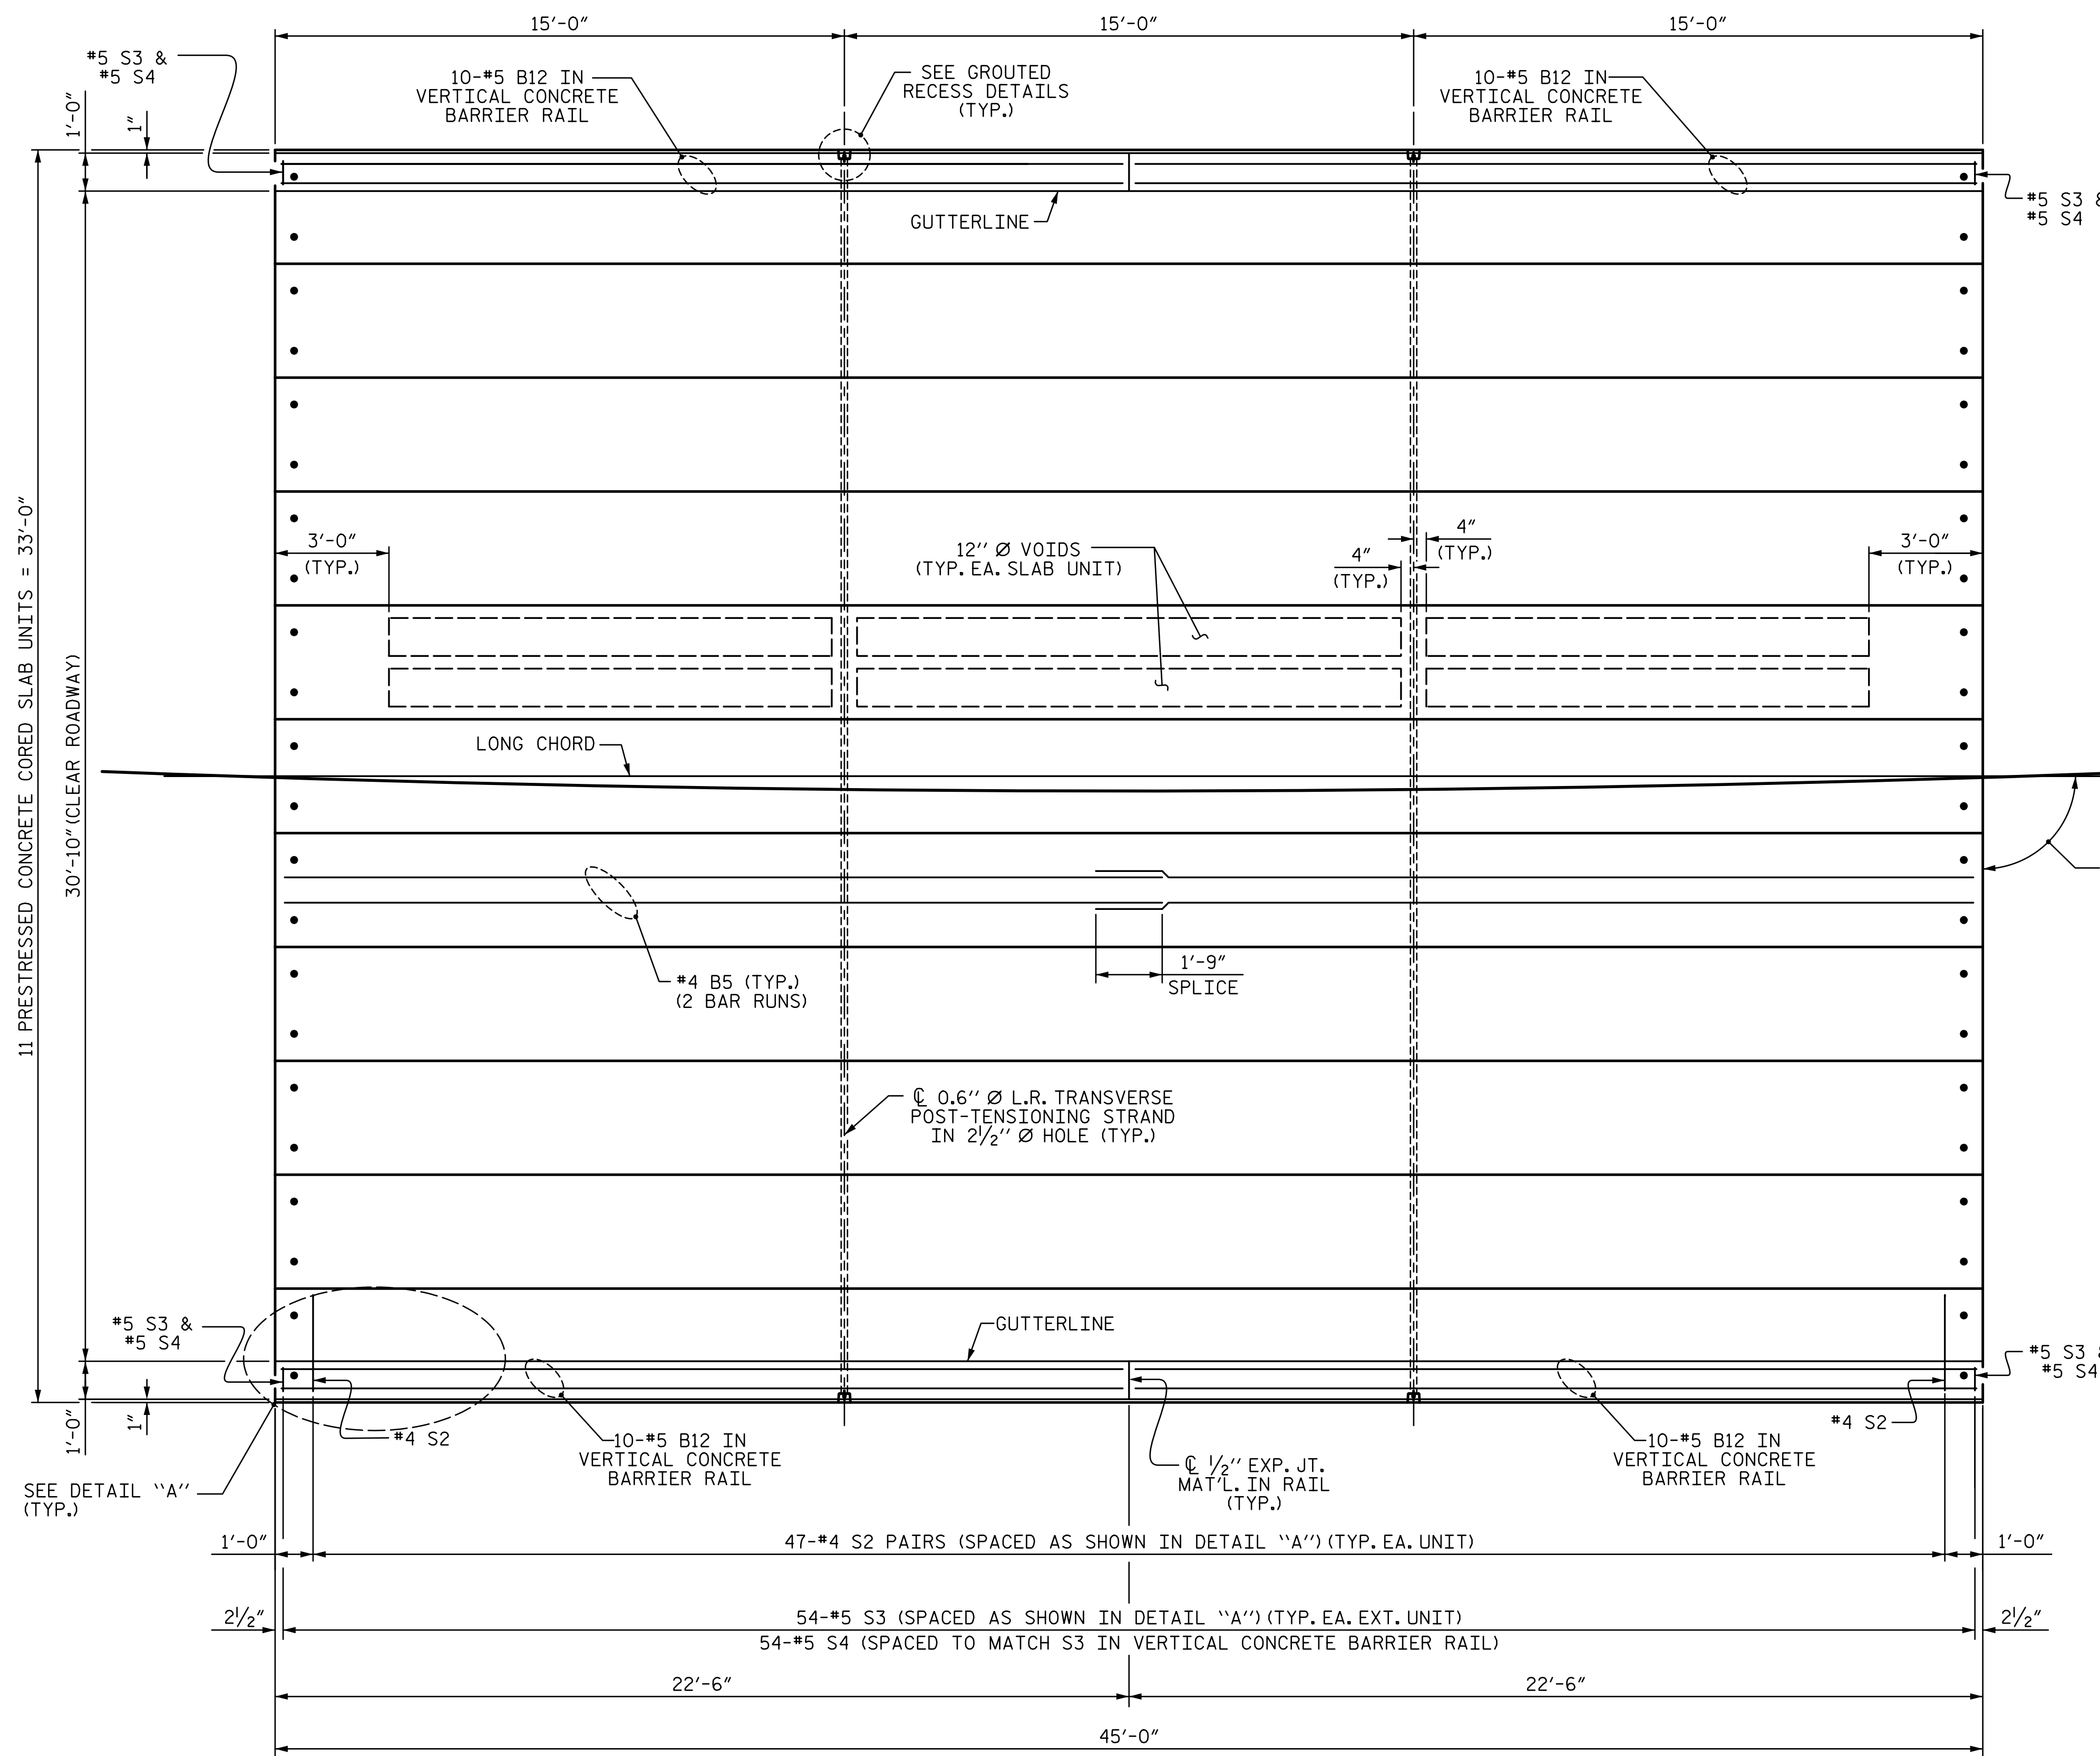 15'-0"
15'-0"
15'-0"
#5 S3 &
#5 S4
10-#5 B12 IN
VERTICAL CONCRETE
BARRIER RAIL
SEE GROUTED
RECESS DETAILS
(TYP.)
10-#5 B12 IN
VERTICAL CONCRETE
BARRIER RAIL
1'-0"
1"
#5 S3 &
#5 S4
GUTTERLINE
11 PRESTRESSED CONCRETE CORED SLAB UNITS = 33'-0"
30'-10" (CLEAR ROADWAY)
3'-0"
(TYP.)
12" Ø VOIDS
(TYP. EA. SLAB UNIT)
4"
(TYP.)
4"
(TYP.)
3'-0"
(TYP.)
LONG CHORD
#4 B5 (TYP.)
(2 BAR RUNS)
1'-9"
SPLICE
℄ 0.6" Ø L.R. TRANSVERSE
POST-TENSIONING STRAND
IN 2½" Ø HOLE (TYP.)
#5 S3 &
#5 S4
GUTTERLINE
#5 S3 &
#5 S4
1'-0"
1"
#4 S2
10-#5 B12 IN
VERTICAL CONCRETE
BARRIER RAIL
℄ ½" EXP. JT.
MAT'L. IN RAIL
(TYP.)
#4 S2
10-#5 B12 IN
VERTICAL CONCRETE
BARRIER RAIL
SEE DETAIL "A"
(TYP.)
1'-0"
47-#4 S2 PAIRS (SPACED AS SHOWN IN DETAIL "A") (TYP. EA. UNIT)
1'-0"
2½"
54-#5 S3 (SPACED AS SHOWN IN DETAIL "A") (TYP. EA. EXT. UNIT)
54-#5 S4 (SPACED TO MATCH S3 IN VERTICAL CONCRETE BARRIER RAIL)
2½"
22'-6"
22'-6"
45'-0"